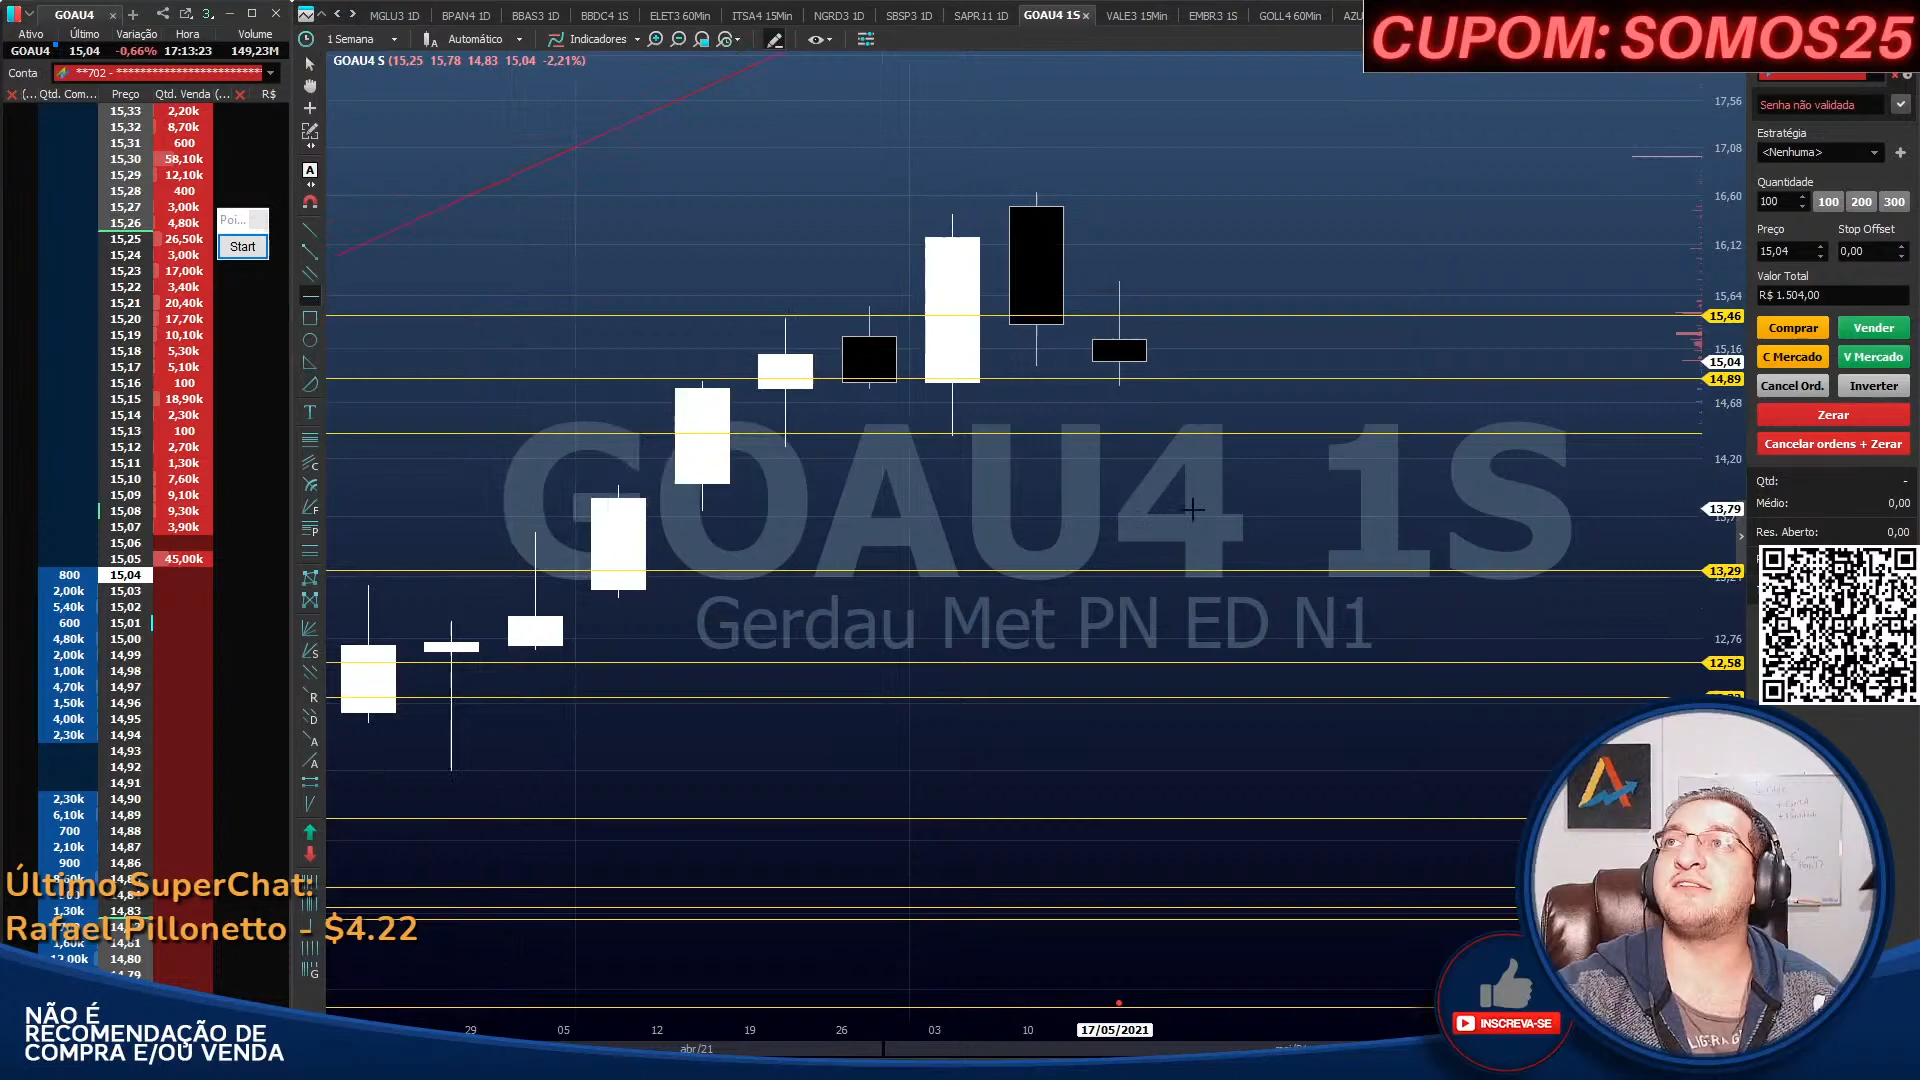 GOAU4
Ativo Último Variação Hora Volume
GOAU4 15,04 -0,66% 17:13:23 149,23M
Conta **702 - **************************
(... Qtd. Com... Preço Qtd. Venda (... R$
15,33 2,20k
15,32 8,70k
15,31 600
15,30 58,10k
15,29 12,10k
15,28 400
15,27 3,00k
15,26 4,80k
15,25 26,50k
15,24 3,00k
15,23 17,00k
15,22 3,40k
15,21 20,40k
15,20 17,70k
15,19 10,10k
15,18 5,30k
15,17 5,10k
15,16 100
15,15 18,90k
15,14 2,30k
15,13 100
15,12 2,70k
15,11 1,30k
15,10 7,60k
15,09 9,10k
15,08 9,30k
15,07 3,90k
15,06
15,05 45,00k
800 15,04
2,00k 15,03
5,40k 15,02
600 15,01
4,80k 15,00
2,00k 14,99
1,00k 14,98
4,70k 14,97
1,50k 14,96
4,00k 14,95
2,30k 14,94
14,93
14,92
14,91
2,30k 14,90
6,10k 14,89
700 14,88
2,10k 14,87
900 14,86
1,30k 14,83
14,81
12,00k 14,80
14,79
Poi...
Start
Último SuperChat:
Rafael Pillonetto - $4.22
NÃO É
RECOMENDAÇÃO DE
COMPRA E/OU VENDA
MGLU3 1D BPAN4 1D BBAS3 1D BBDC4 1S ELET3 60Min ITSA4 15Min NGRD3 1D SBSP3 1D SAPR11 1D GOAU4 1S VALE3 15Min EMBR3 1S GOLL4 60Min AZU
1 Semana Automático Indicadores
GOAU4 S (15,25 15,78 14,83 15,04 -2,21%)
GOAU4 1S
Gerdau Met PN ED N1
17,56
17,08
16,60
16,12
15,64
15,46
15,16
15,04
14,89
14,68
14,20
13,79
13,29
12,76
12,58
29 05 12 19 26 03 10 17/05/2021
abr/21
CUPOM: SOMOS25
Senha não validada
Estratégia
<Nenhuma>
Quantidade
100 100 200 300
Preço Stop Offset
15,04 0,00
Valor Total
R$ 1.504,00
Comprar Vender
C Mercado V Mercado
Cancel Ord. Inverter
Zerar
Cancelar ordens + Zerar
Qtd: -
Médio: 0,00
Res. Aberto: 0,00
INSCREVA-SE